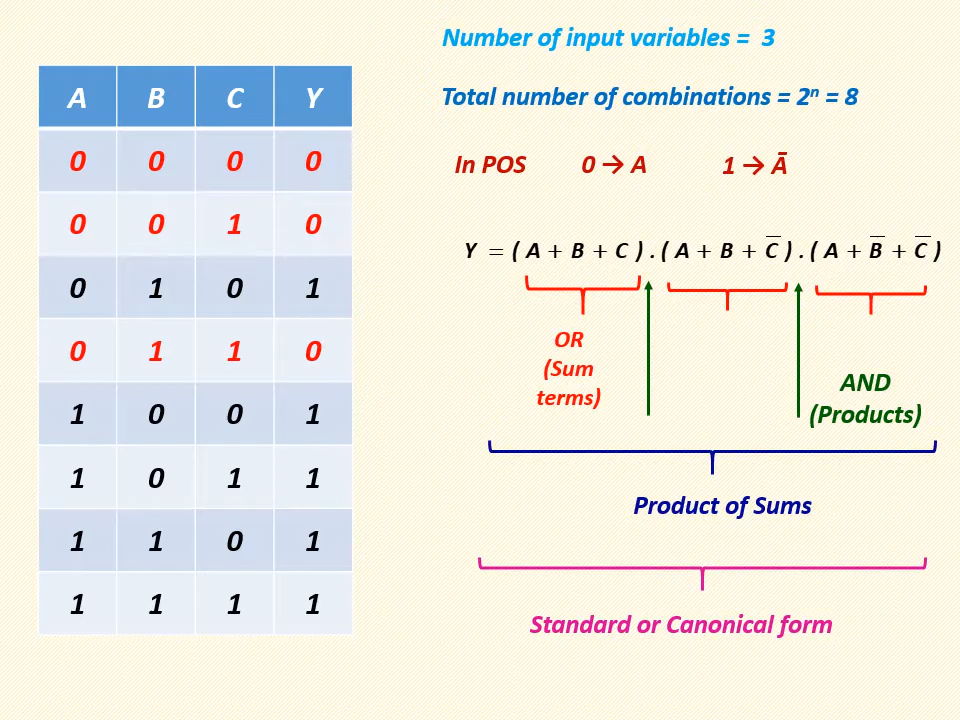 Number of input variables = 3
Total number of combinations = 2ⁿ = 8
In POS 0 → A 1 → Ā
A B C Y
0 0 0 0
0 0 1 0
0 1 0 1
0 1 1 0
1 0 0 1
1 0 1 1
1 1 0 1
1 1 1 1
Y = ( A + B + C ) . ( A + B + C̅ ) . ( A + B̅ + C̅ )
OR
(Sum
terms)
AND
(Products)
Product of Sums
Standard or Canonical form